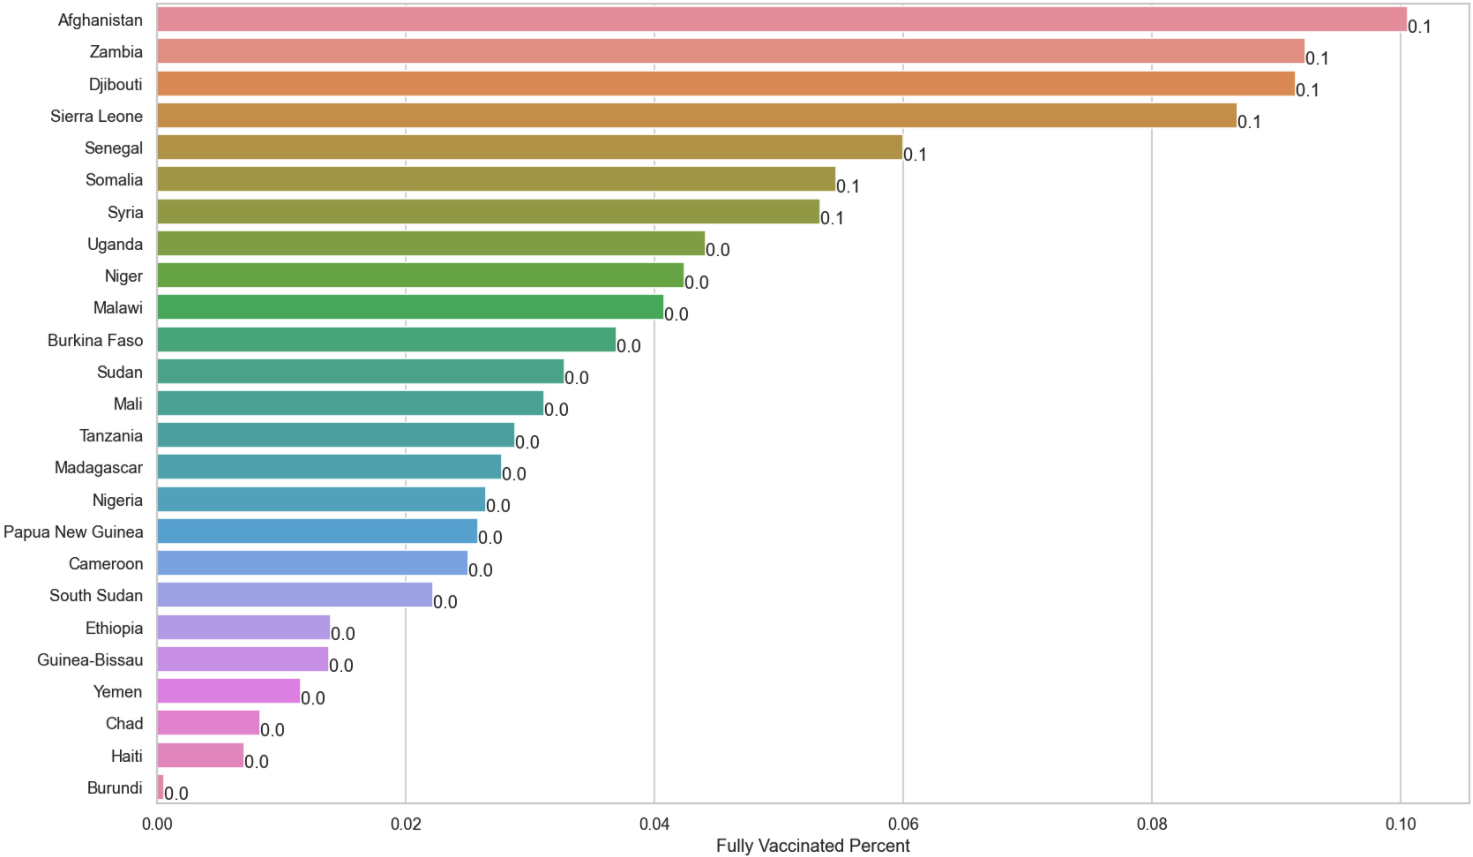 Afghanistan 0.1
Zambia 0.1
Djibouti 0.1
Sierra Leone 0.1
Senegal 0.1
Somalia 0.1
Syria 0.1
Uganda 0.0
Niger 0.0
Malawi 0.0
Burkina Faso 0.0
Sudan 0.0
Mali 0.0
Tanzania 0.0
Madagascar 0.0
Nigeria 0.0
Papua New Guinea 0.0
Cameroon 0.0
South Sudan 0.0
Ethiopia 0.0
Guinea-Bissau 0.0
Yemen 0.0
Chad 0.0
Haiti 0.0
Burundi 0.0
0.00 0.02 0.04 0.06 0.08 0.10
Fully Vaccinated Percent